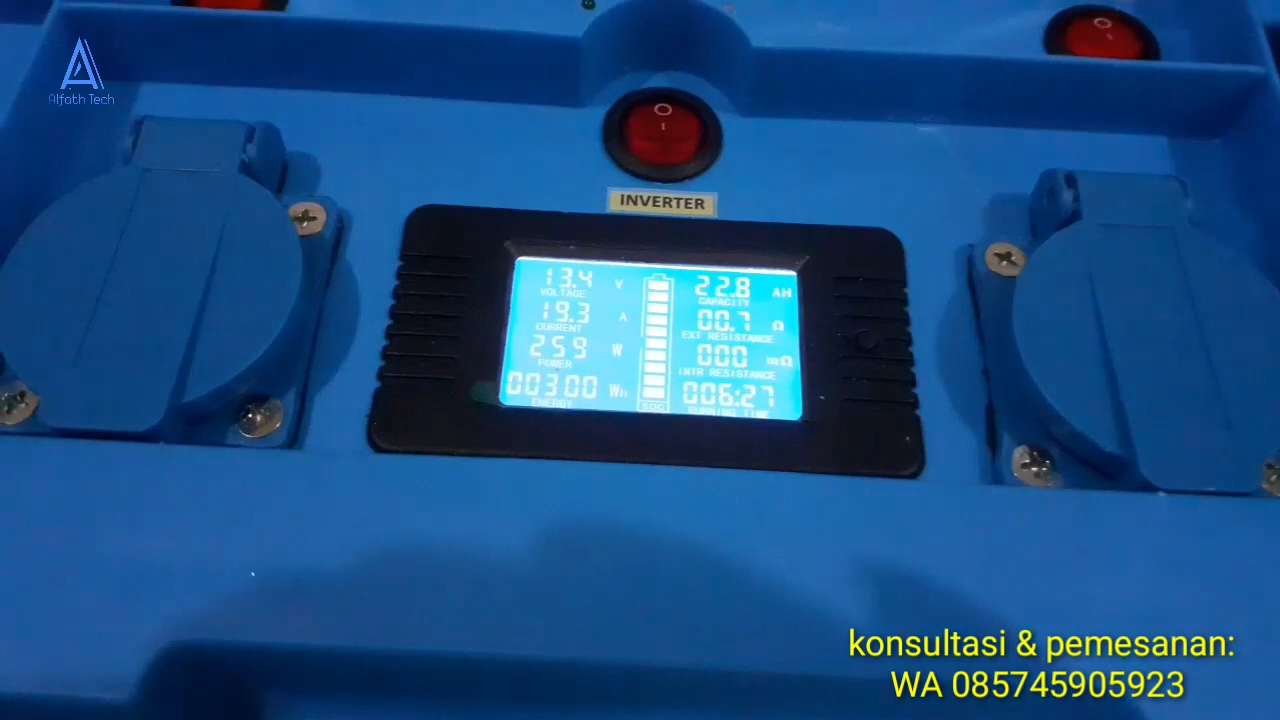 Alfath Tech
INVERTER
13.4 V
VOLTAGE
19.3 A
CURRENT
259 W
POWER
00300 Wh
ENERGY
SOC
22.8 AH
CAPACITY
00.7 Ω
EXT RESISTANCE
000 mΩ
INTR RESISTANCE
006:27
RUNNING TIME
konsultasi & pemesanan:
WA 085745905923